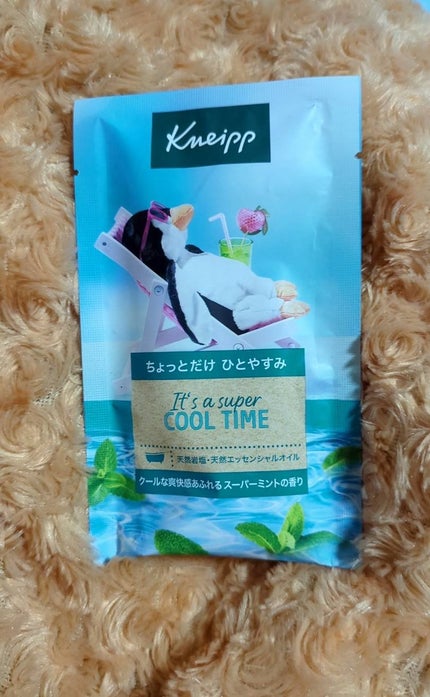 Kneipp
ちょっとだけ ひとやすみ
It's a super
COOL TIME
天然岩塩・天然エッセンシャルオイル
クールな爽快感あふれる スーパーミントの香り